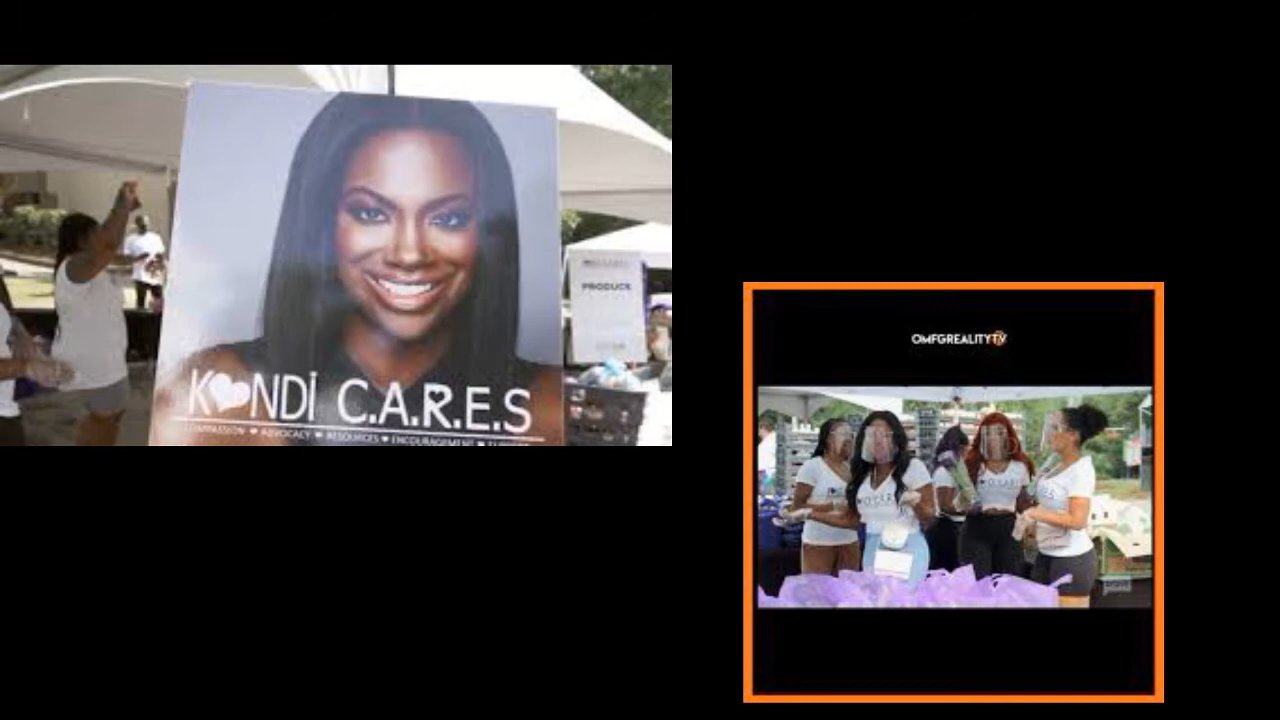 K♥NDi C.A.R.E.S
COMPASSION ♥ ADVOCACY ♥ RESOURCES ♥ ENCOURAGEMENT ♥
PRODUCE
OMFGREALITYTV